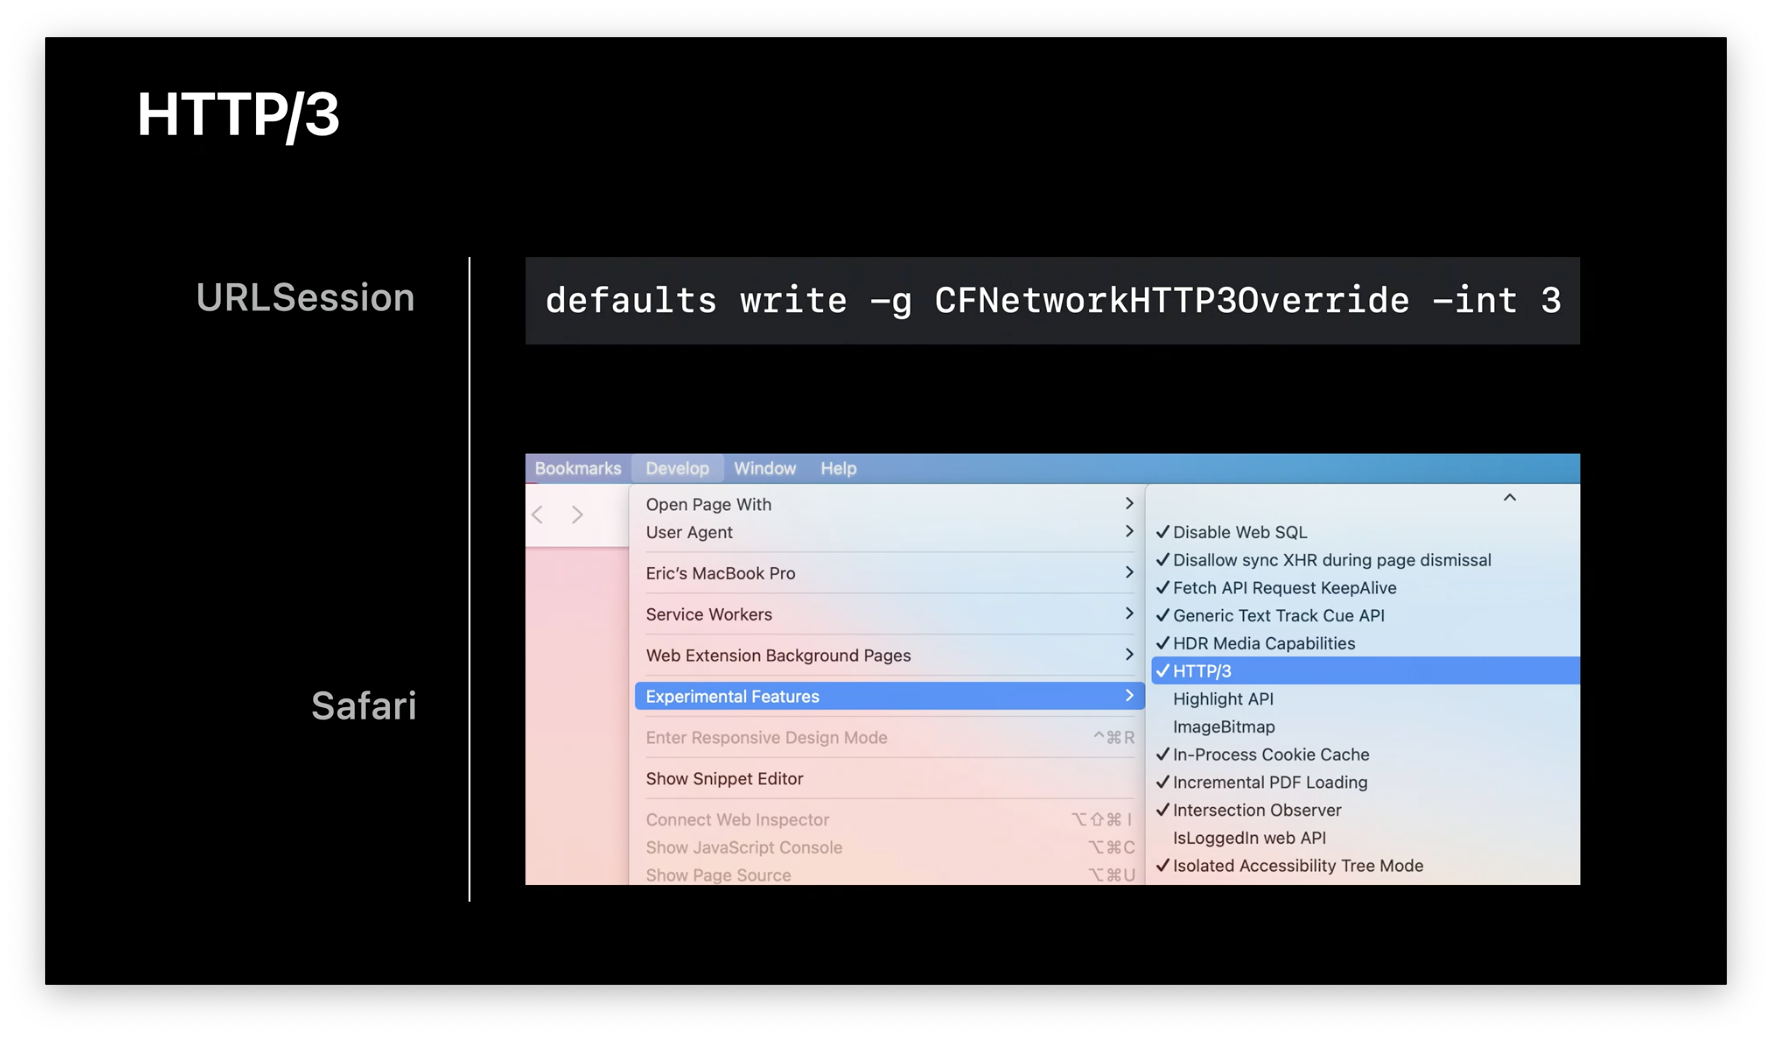 HTTP/3
URLSession
defaults write -g CFNetworkHTTP3Override -int 3
Safari
Bookmarks Develop Window Help
Open Page With
User Agent
Eric's MacBook Pro
Service Workers
Web Extension Background Pages
Experimental Features
Enter Responsive Design Mode ^⌘R
Show Snippet Editor
Connect Web Inspector ⌥⇧⌘I
Show JavaScript Console ⌥⌘C
Show Page Source ⌥⌘U
✓ Disable Web SQL
✓ Disallow sync XHR during page dismissal
✓ Fetch API Request KeepAlive
✓ Generic Text Track Cue API
✓ HDR Media Capabilities
✓ HTTP/3
Highlight API
ImageBitmap
✓ In-Process Cookie Cache
✓ Incremental PDF Loading
✓ Intersection Observer
IsLoggedIn web API
✓ Isolated Accessibility Tree Mode